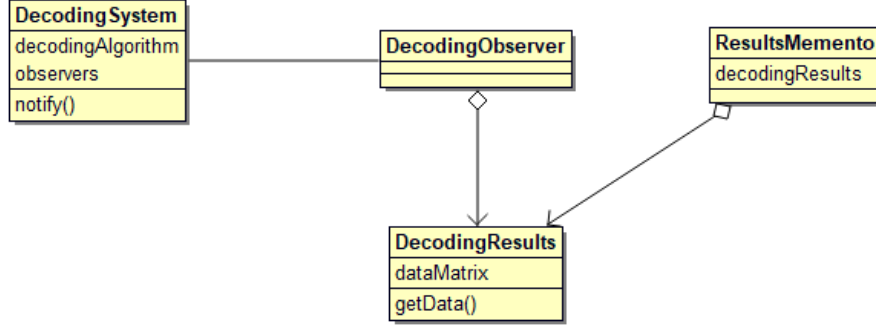 DecodingSystem
decodingAlgorithm
observers
notify()
DecodingObserver
ResultsMemento
decodingResults
DecodingResults
dataMatrix
getData()